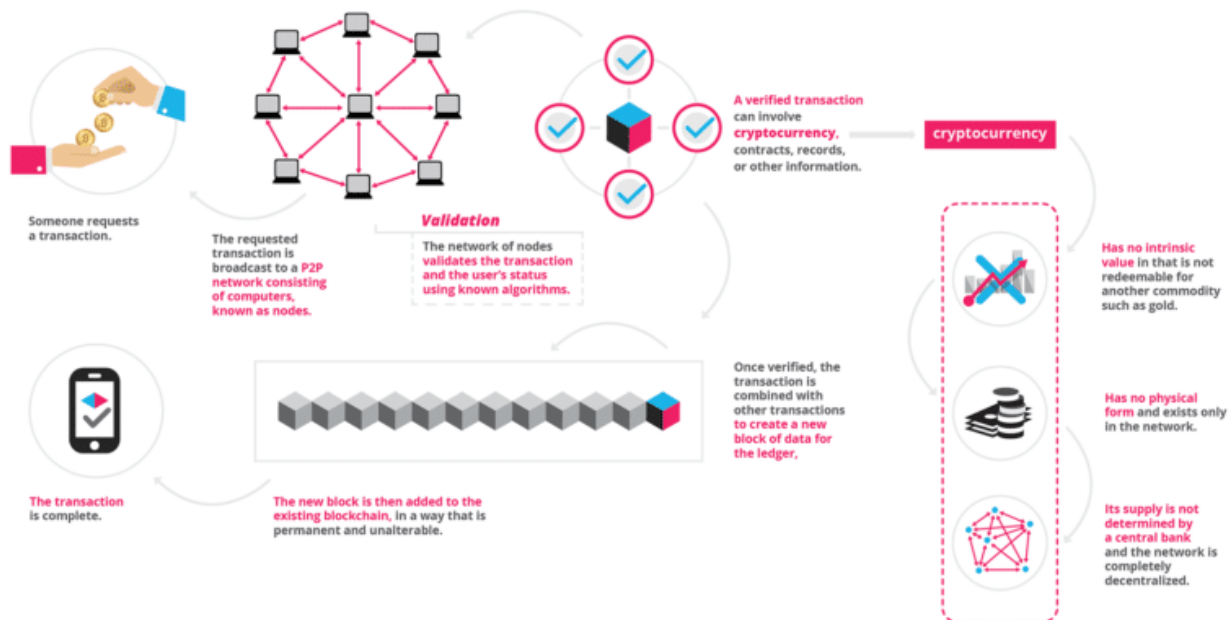 Someone requests
a transaction.
The requested
transaction is
broadcast to a P2P
network consisting
of computers,
known as nodes.
Validation
The network of nodes
validates the transaction
and the user's status
using known algorithms.
A verified transaction
can involve
cryptocurrency,
contracts, records,
or other information.
cryptocurrency
Has no intrinsic
value in that is not
redeemable for
another commodity
such as gold.
Has no physical
form and exists only
in the network.
Its supply is not
determined by
a central bank
and the network is
completely
decentralized.
Once verified, the
transaction is
combined with
other transactions
to create a new
block of data for
the ledger,
The new block is then added to the
existing blockchain, in a way that is
permanent and unalterable.
The transaction
is complete.